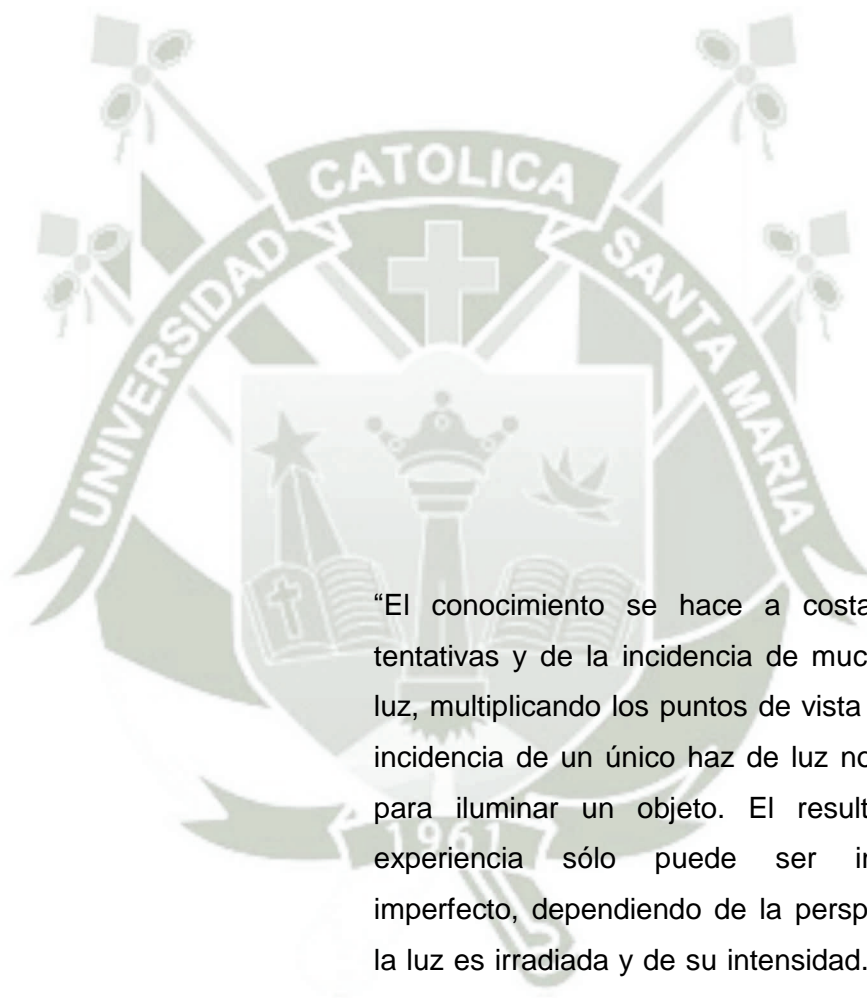 CATOLICA
UNIVERSIDAD
SANTA MARIA
“El conocimiento se hace a costa
tentativas y de la incidencia de muc
luz, multiplicando los puntos de vista
incidencia de un único haz de luz no
para iluminar un objeto. El result
experiencia sólo puede ser in
imperfecto, dependiendo de la persp
la luz es irradiada y de su intensidad.
1961